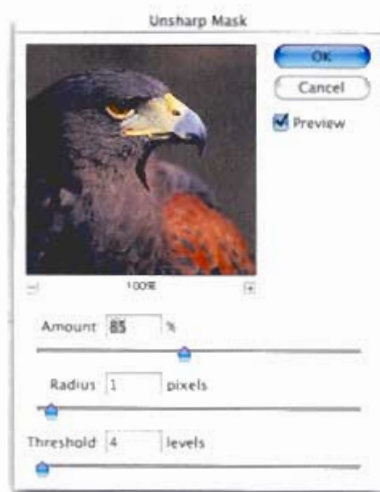 Unsharp Mask
OK
Cancel
Preview
100%
Amount: 85 %
Radius: 1 pixels
Threshold: 4 levels